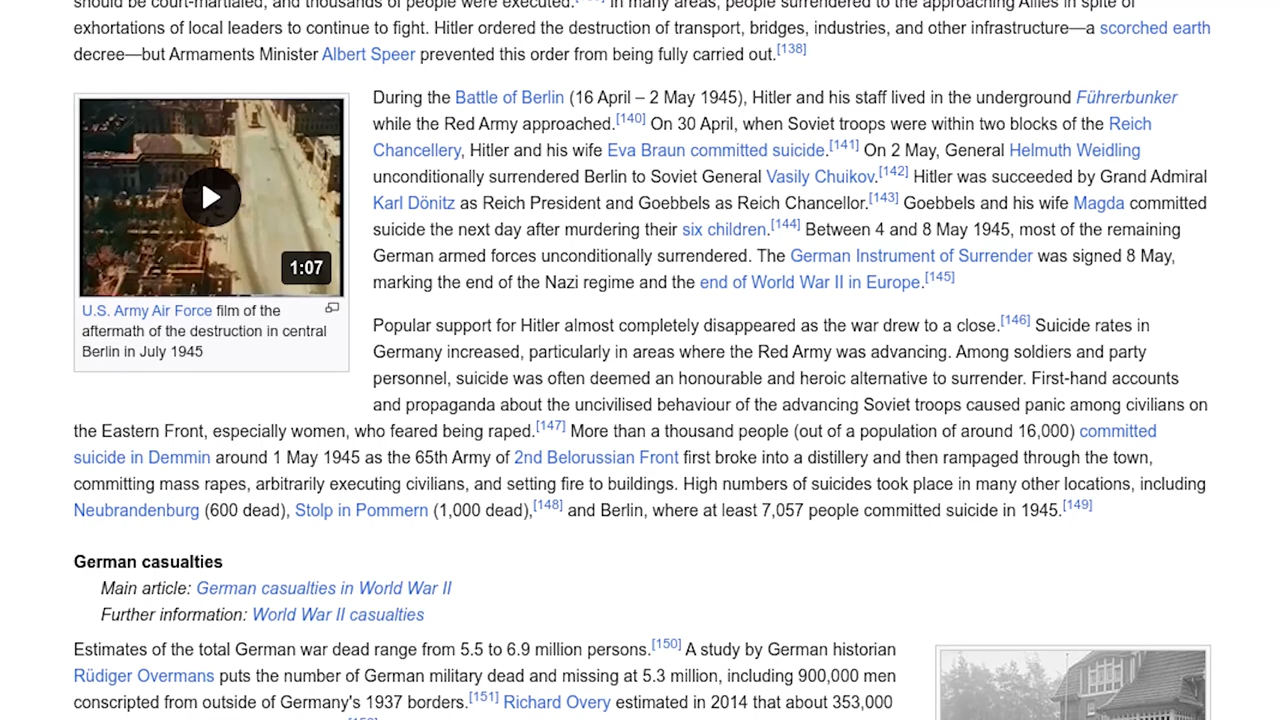 should be court-martialed, and thousands of people were executed. In many areas, people surrendered to the approaching Allies in spite of
exhortations of local leaders to continue to fight. Hitler ordered the destruction of transport, bridges, industries, and other infrastructure—a scorched earth
decree—but Armaments Minister Albert Speer prevented this order from being fully carried out.[138]
During the Battle of Berlin (16 April – 2 May 1945), Hitler and his staff lived in the underground Führerbunker
while the Red Army approached.[140] On 30 April, when Soviet troops were within two blocks of the Reich
Chancellery, Hitler and his wife Eva Braun committed suicide.[141] On 2 May, General Helmuth Weidling
unconditionally surrendered Berlin to Soviet General Vasily Chuikov.[142] Hitler was succeeded by Grand Admiral
Karl Dönitz as Reich President and Goebbels as Reich Chancellor.[143] Goebbels and his wife Magda committed
suicide the next day after murdering their six children.[144] Between 4 and 8 May 1945, most of the remaining
German armed forces unconditionally surrendered. The German Instrument of Surrender was signed 8 May,
marking the end of the Nazi regime and the end of World War II in Europe.[145]
1:07
U.S. Army Air Force film of the
aftermath of the destruction in central
Berlin in July 1945
Popular support for Hitler almost completely disappeared as the war drew to a close.[146] Suicide rates in
Germany increased, particularly in areas where the Red Army was advancing. Among soldiers and party
personnel, suicide was often deemed an honourable and heroic alternative to surrender. First-hand accounts
and propaganda about the uncivilised behaviour of the advancing Soviet troops caused panic among civilians on
the Eastern Front, especially women, who feared being raped.[147] More than a thousand people (out of a population of around 16,000) committed
suicide in Demmin around 1 May 1945 as the 65th Army of 2nd Belorussian Front first broke into a distillery and then rampaged through the town,
committing mass rapes, arbitrarily executing civilians, and setting fire to buildings. High numbers of suicides took place in many other locations, including
Neubrandenburg (600 dead), Stolp in Pommern (1,000 dead),[148] and Berlin, where at least 7,057 people committed suicide in 1945.[149]
German casualties
Main article: German casualties in World War II
Further information: World War II casualties
Estimates of the total German war dead range from 5.5 to 6.9 million persons.[150] A study by German historian
Rüdiger Overmans puts the number of German military dead and missing at 5.3 million, including 900,000 men
conscripted from outside of Germany's 1937 borders.[151] Richard Overy estimated in 2014 that about 353,000